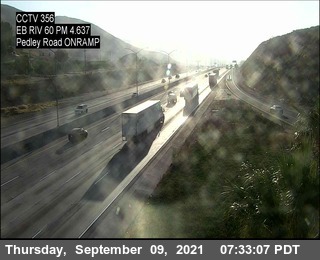 CCTV 356
EB RIV 60 PM 4.637
Pedley Road ONRAMP
Thursday, September 09, 2021 07:33:07 PDT